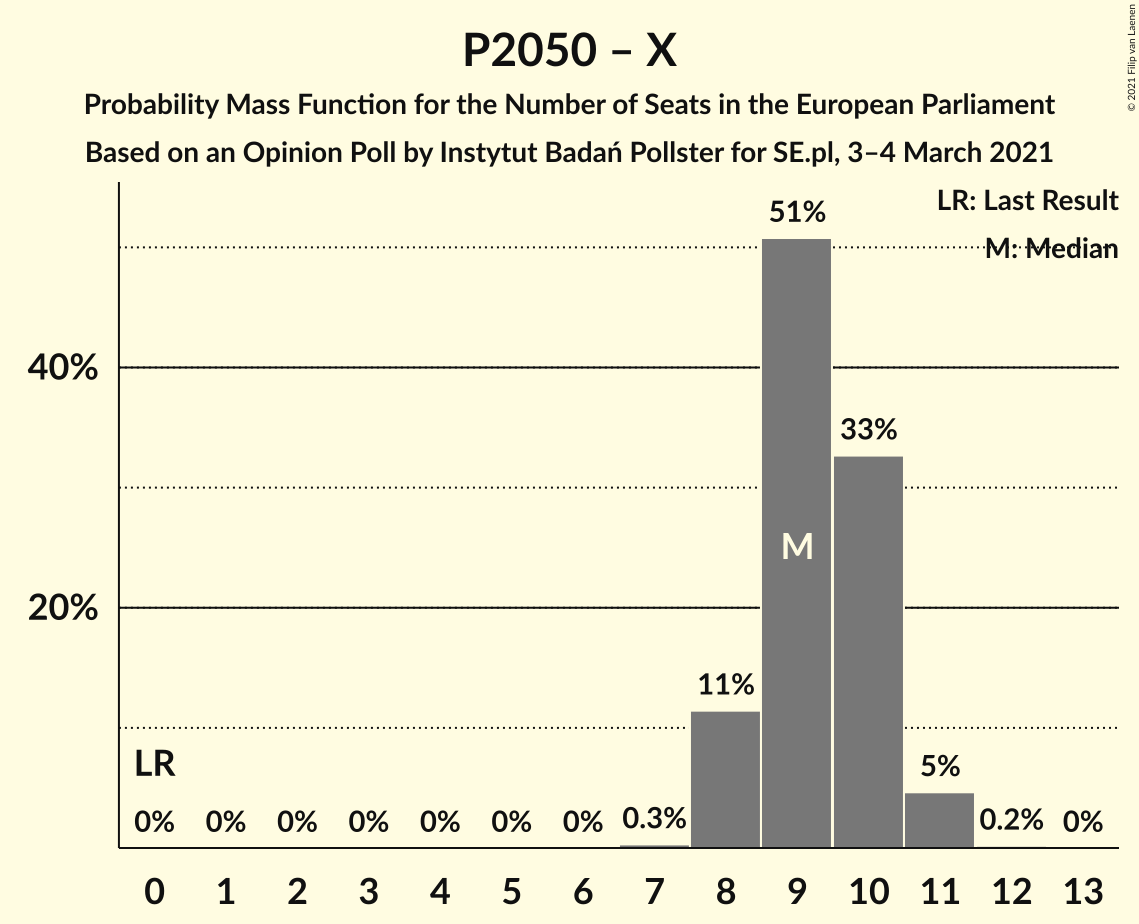 P2050 – X
Probability Mass Function for the Number of Seats in the European Parliament
Based on an Opinion Poll by Instytut Badań Pollster for SE.pl, 3–4 March 2021
© 2021 Filip van Laenen
LR: Last Result
M: Median
51%
40%
33%
M
20%
11%
LR
5%
0% 0% 0% 0% 0% 0% 0% 0.3% 0.2% 0%
0 1 2 3 4 5 6 7 8 9 10 11 12 13